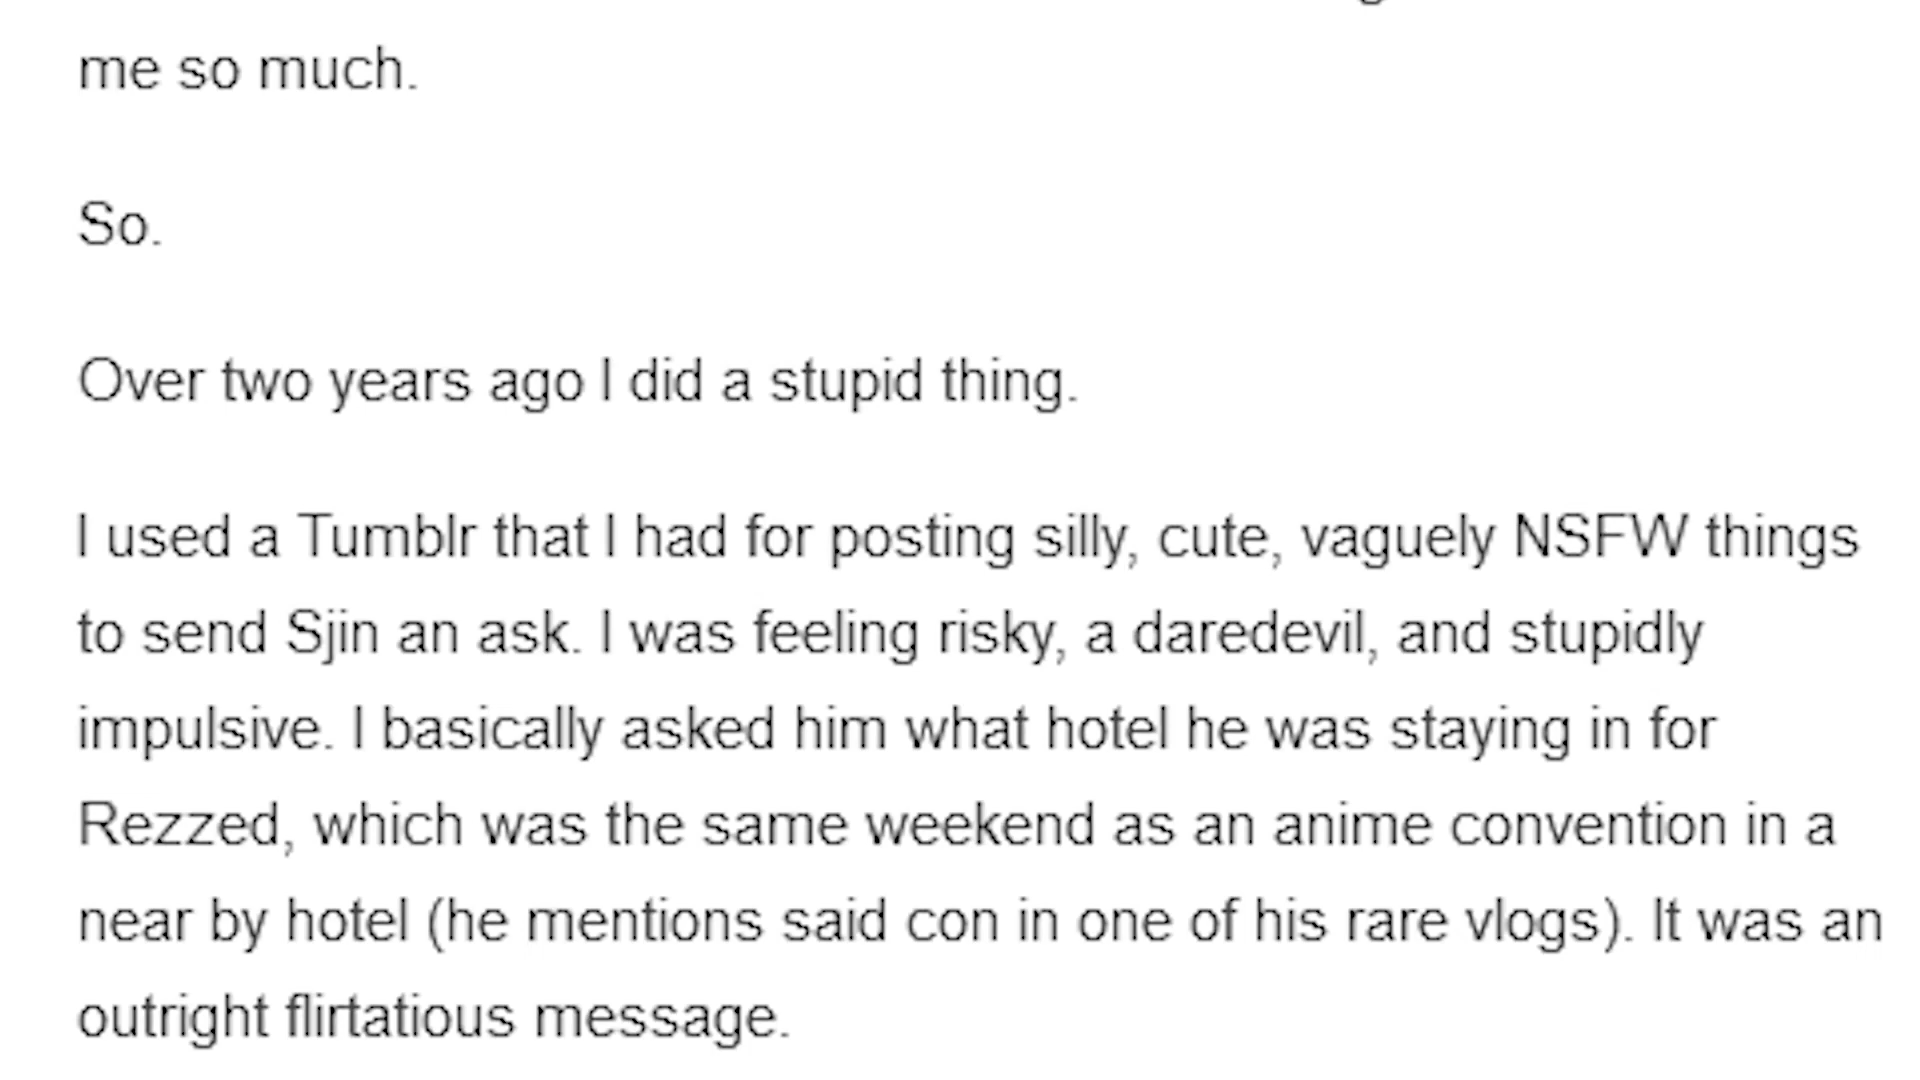 me so much.
So.
Over two years ago I did a stupid thing.
I used a Tumblr that I had for posting silly, cute, vaguely NSFW things
to send Sjin an ask. I was feeling risky, a daredevil, and stupidly
impulsive. I basically asked him what hotel he was staying in for
Rezzed, which was the same weekend as an anime convention in a
near by hotel (he mentions said con in one of his rare vlogs). It was an
outright flirtatious message.